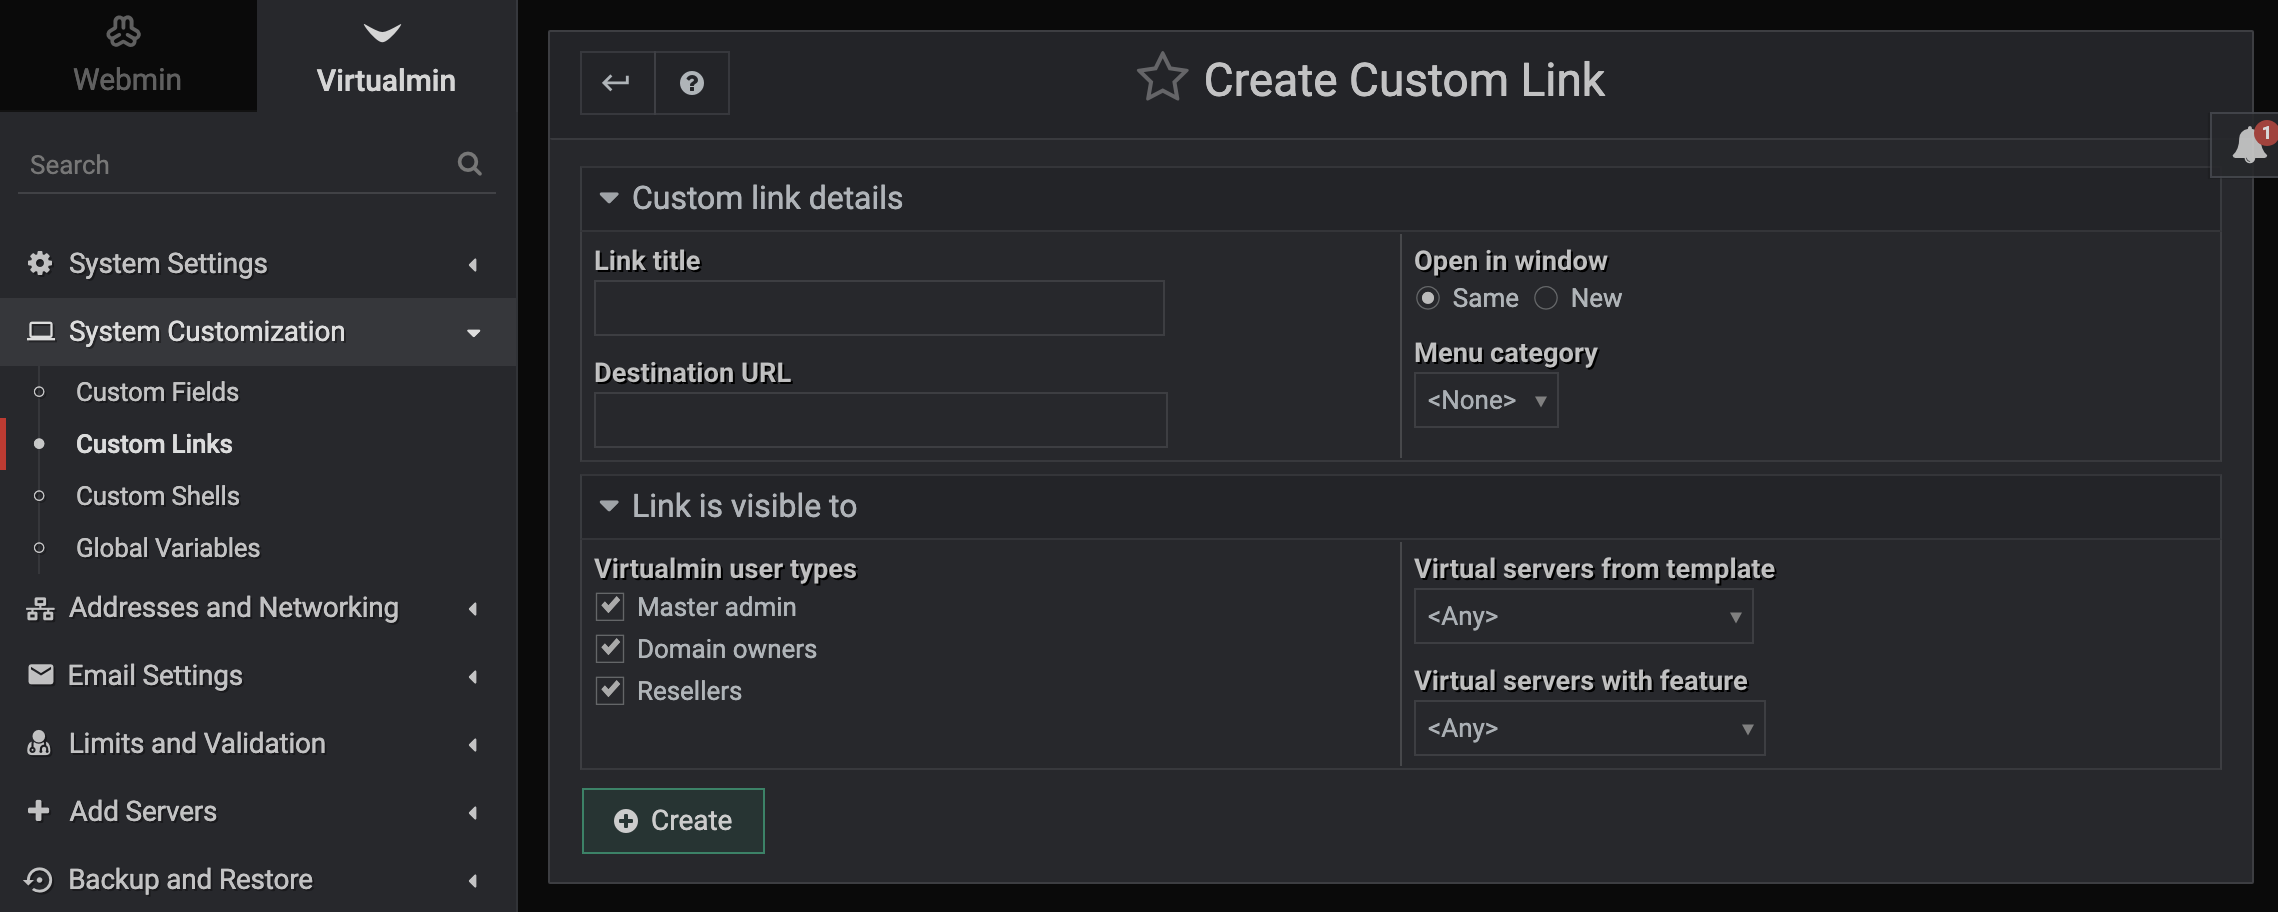 Webmin
Virtualmin
Search
System Settings
System Customization
Custom Fields
Custom Links
Custom Shells
Global Variables
Addresses and Networking
Email Settings
Limits and Validation
Add Servers
Backup and Restore
?
Create Custom Link
1
Custom link details
Link title
Destination URL
Open in window
Same New
Menu category
<None>
Link is visible to
Virtualmin user types
Master admin
Domain owners
Resellers
Virtual servers from template
<Any>
Virtual servers with feature
<Any>
Create